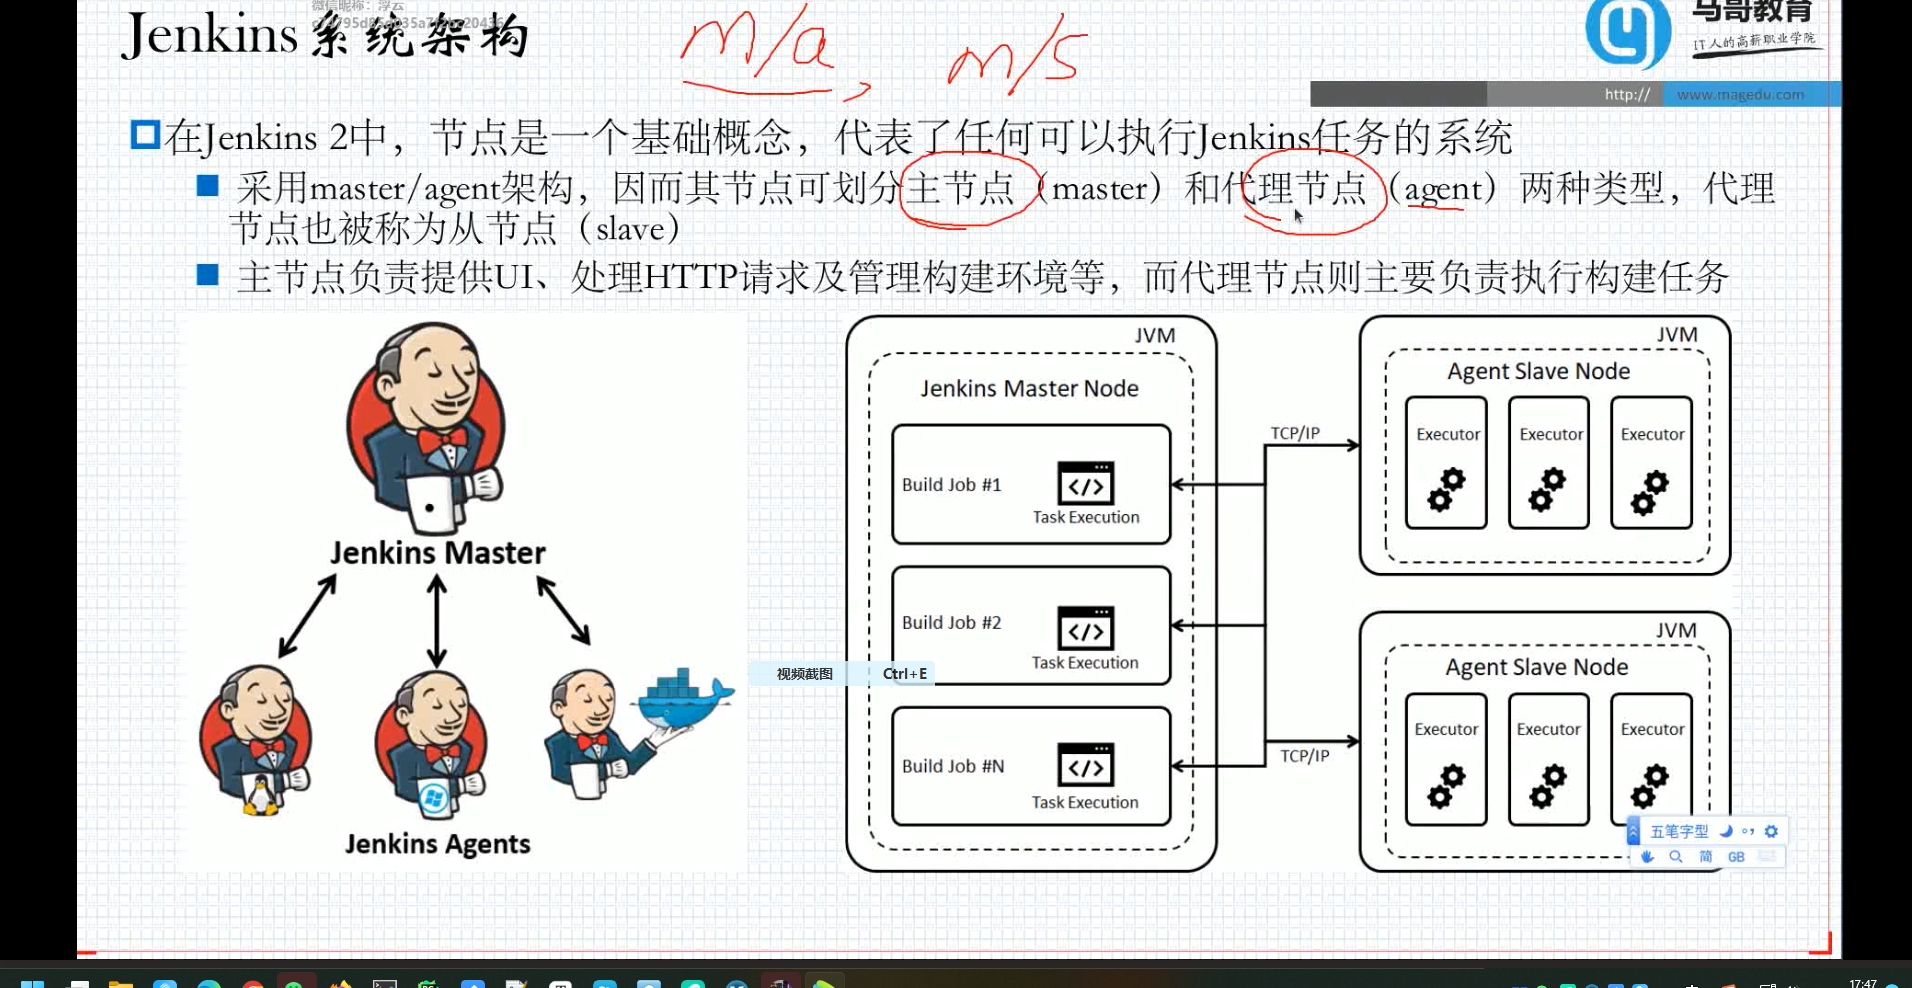 微信昵称：浮云
Jenkins系统架构
m/a, m/s
马哥教育
IT人的高薪职业学院
http:// www.magedu.com
在Jenkins 2中，节点是一个基础概念，代表了任何可以执行Jenkins任务的系统
采用master/agent架构，因而其节点可划分主节点（master）和代理节点（agent）两种类型，代理
节点也被称为从节点（slave）
主节点负责提供UI、处理HTTP请求及管理构建环境等，而代理节点则主要负责执行构建任务
Jenkins Master
Jenkins Agents
JVM
Jenkins Master Node
Build Job #1
Task Execution
Build Job #2
Task Execution
Build Job #N
Task Execution
TCP/IP
TCP/IP
JVM
Agent Slave Node
Executor Executor Executor
JVM
Agent Slave Node
Executor Executor Executor
视频截图 Ctrl+E
五笔字型
简 GB
17:47